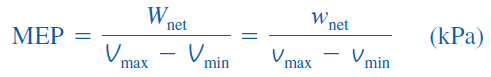 MEP = W_net / (V_max − V_min) = w_net / (v_max − v_min) (kPa)